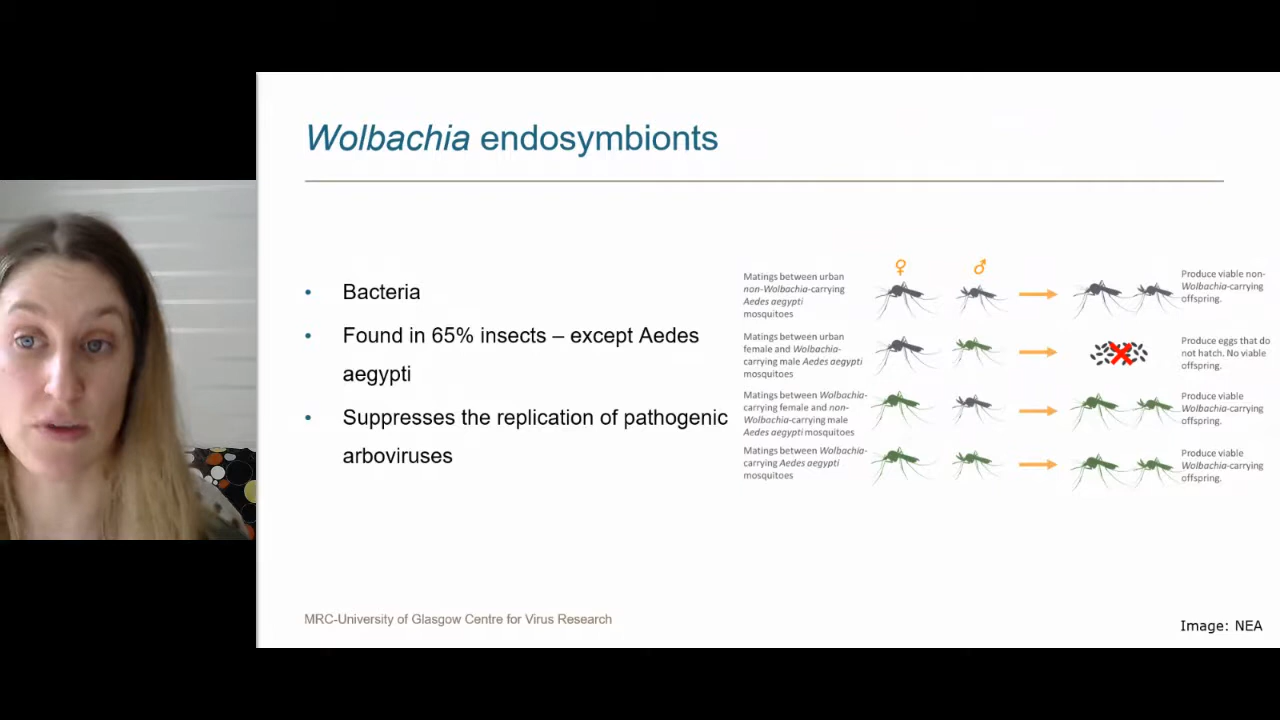 Wolbachia endosymbionts
• Bacteria
• Found in 65% insects – except Aedes
aegypti
• Suppresses the replication of pathogenic
arboviruses
♀ ♂
Matings between urban
non-Wolbachia-carrying
Aedes aegypti
mosquitoes
Produce viable non-
Wolbachia-carrying
offspring.
Matings between urban
female and Wolbachia-
carrying male Aedes aegypti
mosquitoes
Produce eggs that do
not hatch. No viable
offspring.
Matings between Wolbachia-
carrying female and non-
Wolbachia-carrying male
Aedes aegypti mosquitoes
Produce viable
Wolbachia-carrying
offspring.
Matings between Wolbachia-
carrying Aedes aegypti
mosquitoes
Produce viable
Wolbachia-carrying
offspring.
MRC-University of Glasgow Centre for Virus Research
Image: NEA